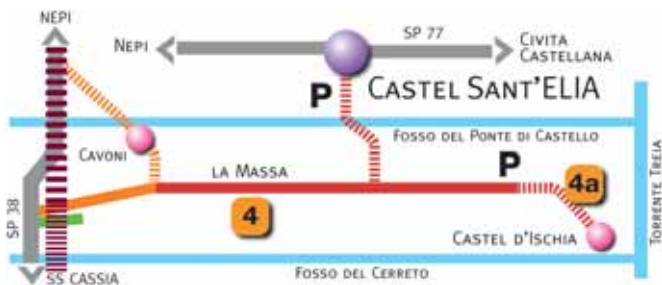 NEPI
NEPI
SP 77
CIVITA
CASTELLANA
P
CASTEL SANT'ELIA
FOSSO DEL PONTE DI CASTELLO
CAVONI
LA MASSA
P
4a
4
SP 38
CASTEL D'ISCHIA
TORRENTE TREIA
SS CASSIA
FOSSO DEL CERRETO